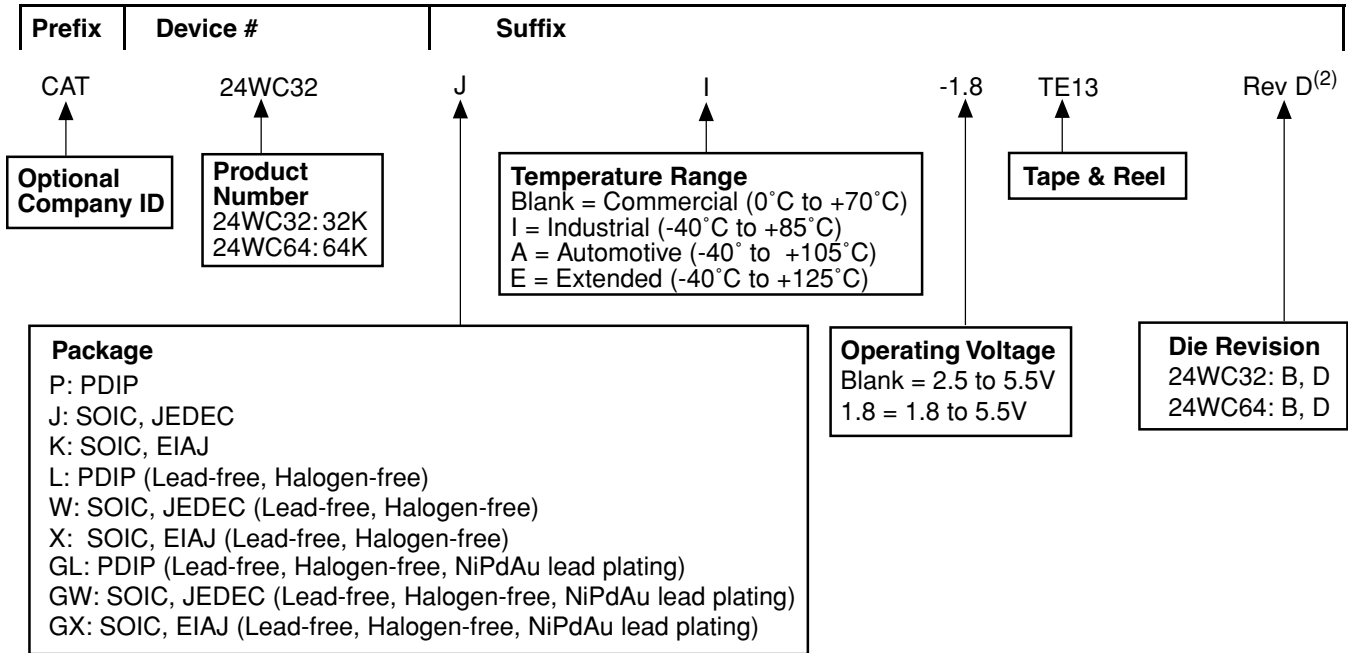 Prefix Device # Suffix
CAT 24WC32 J I -1.8 TE13 Rev D(2)
Optional
Company ID
Product
Number
24WC32: 32K
24WC64: 64K
Temperature Range
Blank = Commercial (0˚C to +70˚C)
I = Industrial (-40˚C to +85˚C)
A = Automotive (-40˚ to +105˚C)
E = Extended (-40˚C to +125˚C)
Tape & Reel
Package
P: PDIP
J: SOIC, JEDEC
K: SOIC, EIAJ
L: PDIP (Lead-free, Halogen-free)
W: SOIC, JEDEC (Lead-free, Halogen-free)
X: SOIC, EIAJ (Lead-free, Halogen-free)
GL: PDIP (Lead-free, Halogen-free, NiPdAu lead plating)
GW: SOIC, JEDEC (Lead-free, Halogen-free, NiPdAu lead plating)
GX: SOIC, EIAJ (Lead-free, Halogen-free, NiPdAu lead plating)
Operating Voltage
Blank = 2.5 to 5.5V
1.8 = 1.8 to 5.5V
Die Revision
24WC32: B, D
24WC64: B, D